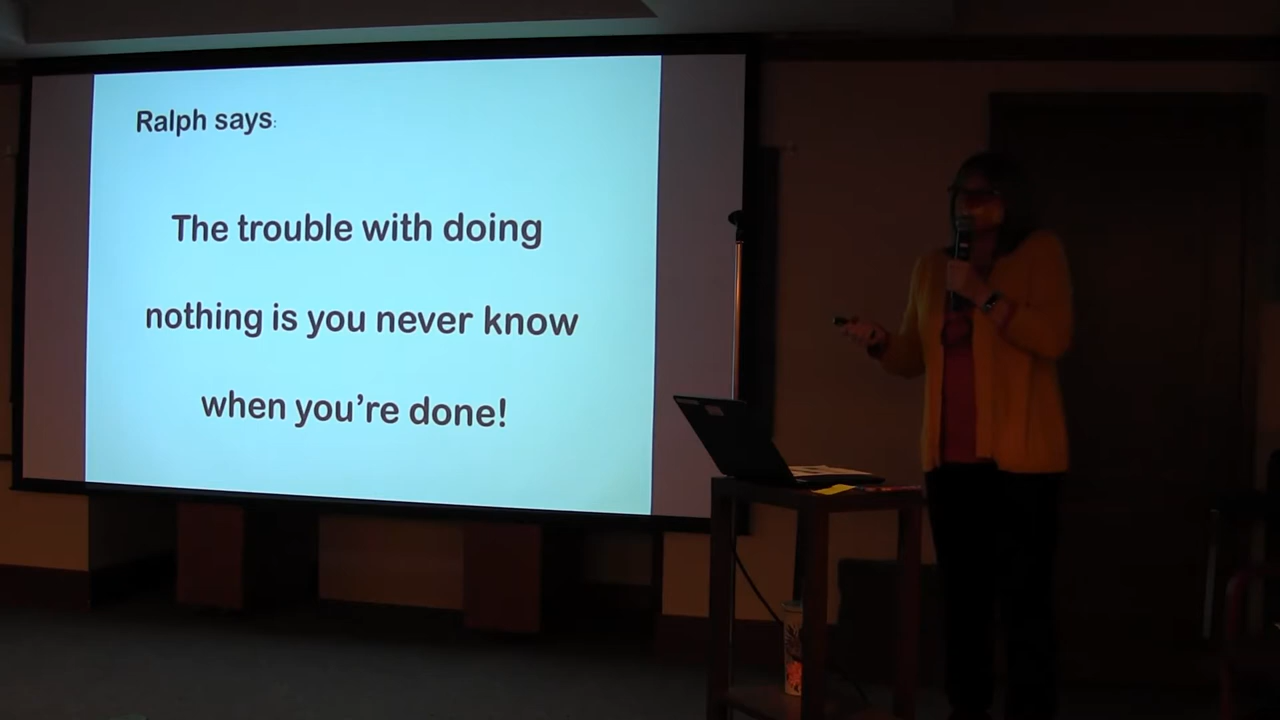 Ralph says:
The trouble with doing
nothing is you never know
when you’re done!